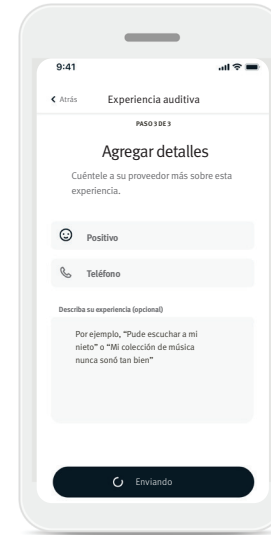 9:41
Atrás
Experiencia auditiva
PASO 3 DE 3
Agregar detalles
Cuéntele a su proveedor más sobre esta
experiencia.
Positivo
Teléfono
Describa su experiencia (opcional)
Por ejemplo, “Pude escuchar a mi
nieto” o “Mi colección de música
nunca sonó tan bien”
Enviando